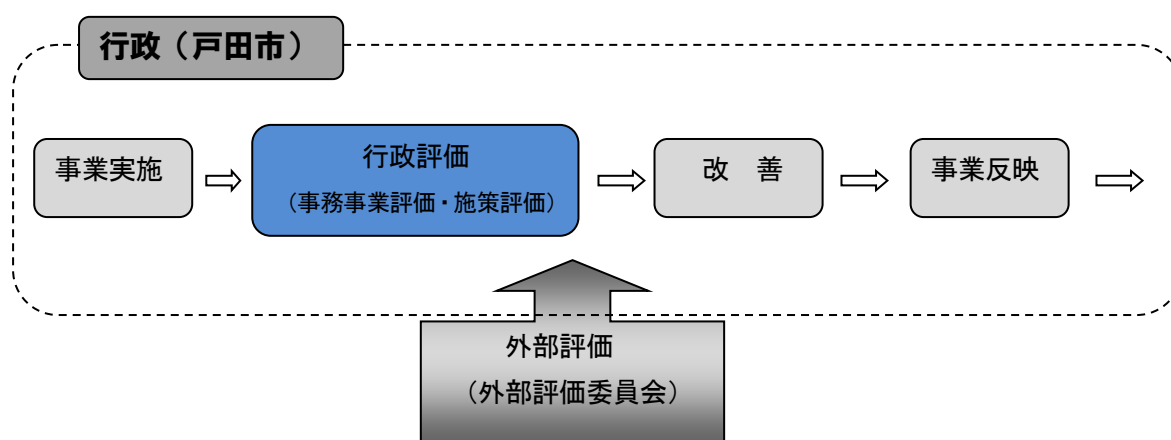 行政（戸田市）
事業実施
行政評価
（事務事業評価・施策評価）
改　善
事業反映
外部評価
（外部評価委員会）